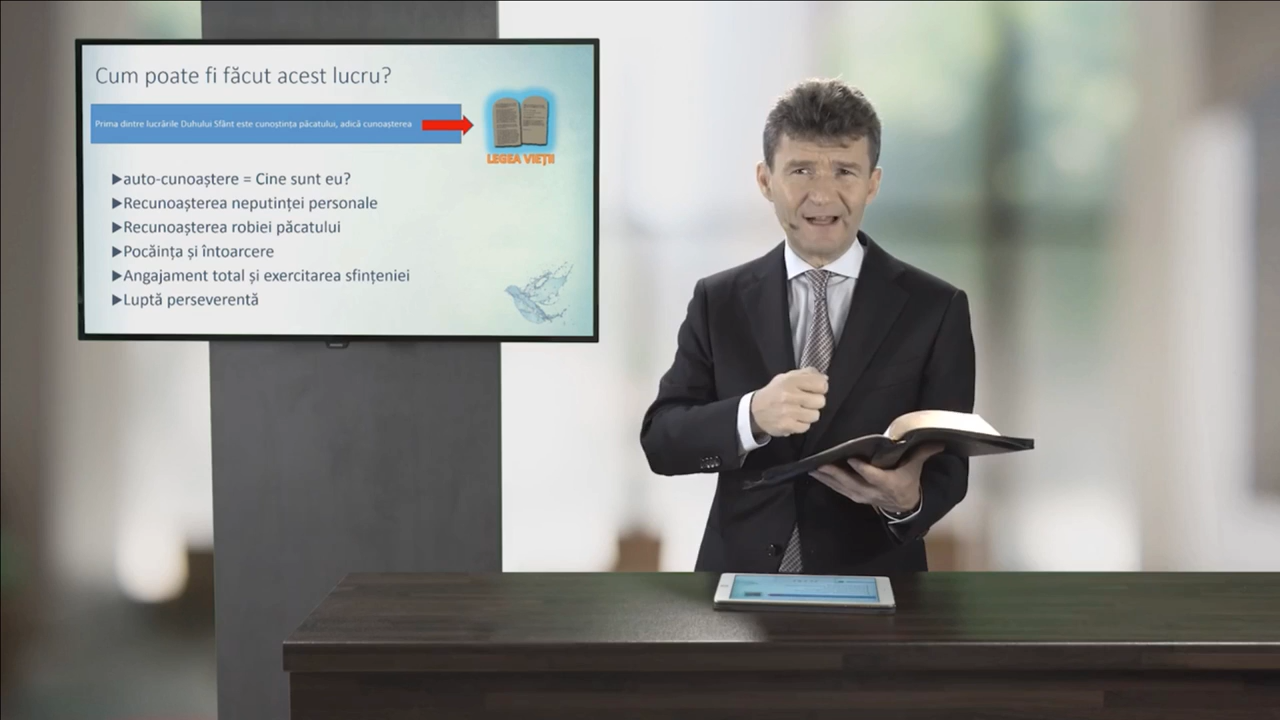 Cum poate fi făcut acest lucru?
Prima dintre lucrările Duhului Sfânt este cunoștința păcatului, adică cunoașterea
LEGEA VIEȚII
▶auto-cunoaștere = Cine sunt eu?
▶Recunoașterea neputinței personale
▶Recunoașterea robiei păcatului
▶Pocăința și întoarcere
▶Angajament total și exercitarea sfințeniei
▶Luptă perseverentă